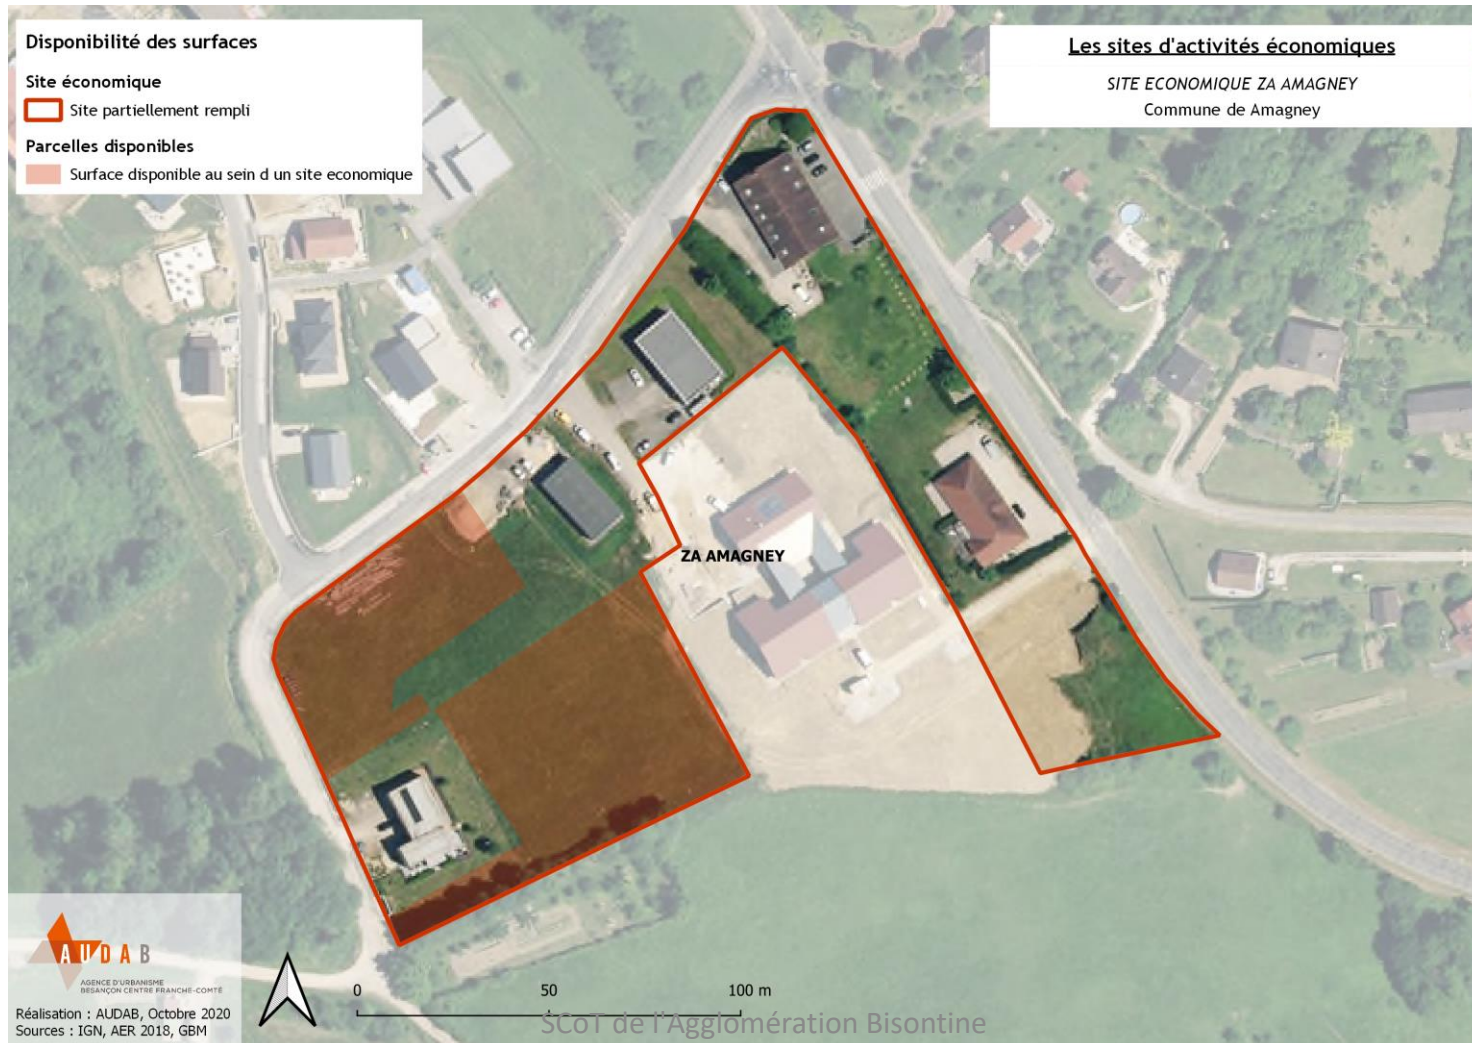 Disponibilité des surfaces
Site économique
Site partiellement rempli
Parcelles disponibles
Surface disponible au sein d un site economique
Les sites d'activités économiques
SITE ECONOMIQUE ZA AMAGNEY
Commune de Amagney
ZA AMAGNEY
AUDAB
AGENCE D'URBANISME
BESANÇON CENTRE FRANCHE-COMTÉ
Réalisation : AUDAB, Octobre 2020
Sources : IGN, AER 2018, GBM
0 50 100 m
SCoT de l'Agglomération Bisontine